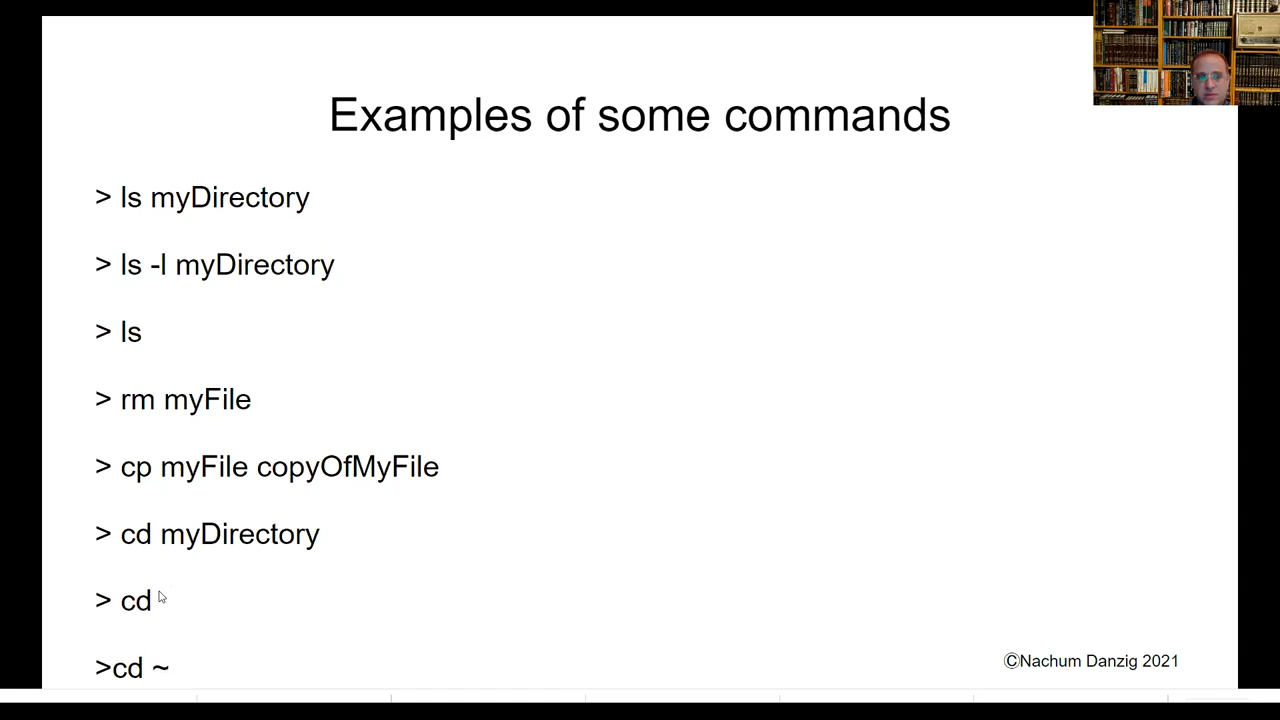 Examples of some commands
> ls myDirectory
> ls -l myDirectory
> ls
> rm myFile
> cp myFile copyOfMyFile
> cd myDirectory
> cd
>cd ~
ⒸNachum Danzig 2021